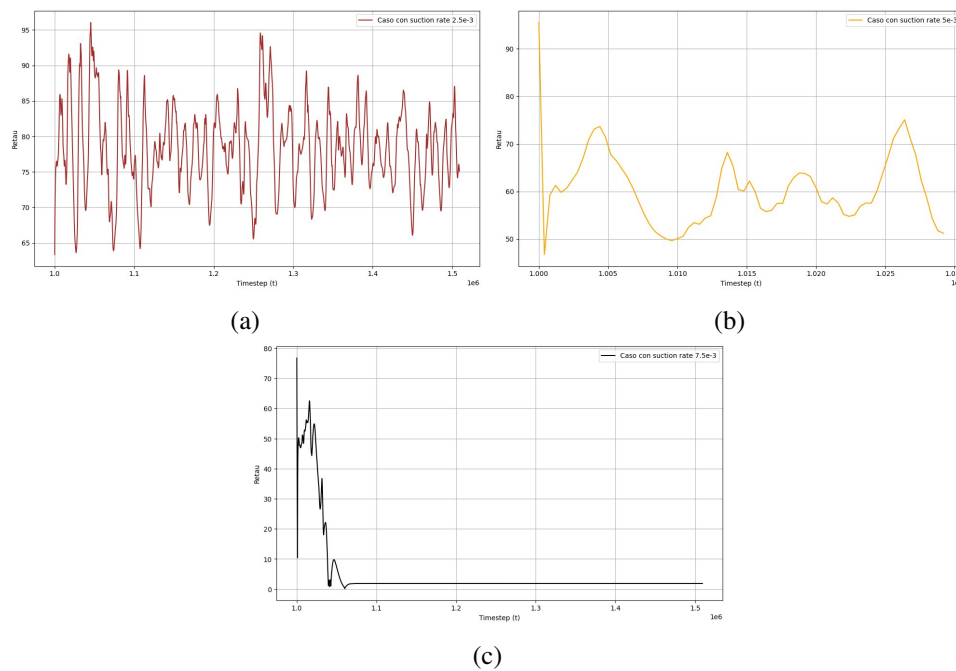 Caso con suction rate 2.5e-3
Retau
95
90
85
80
75
70
65
1.0
1.1
1.2
1.3
1.4
1.5
1e6
Timestep (t)
(a)
Caso con suction rate 5e-3
Retau
90
80
70
60
50
1.000
1.005
1.010
1.015
1.020
1.025
Timestep (t)
(b)
Caso con suction rate 7.5e-3
Retau
80
70
60
50
40
30
20
10
0
1.0
1.1
1.2
1.3
1.4
1.5
1e6
Timestep (t)
(c)